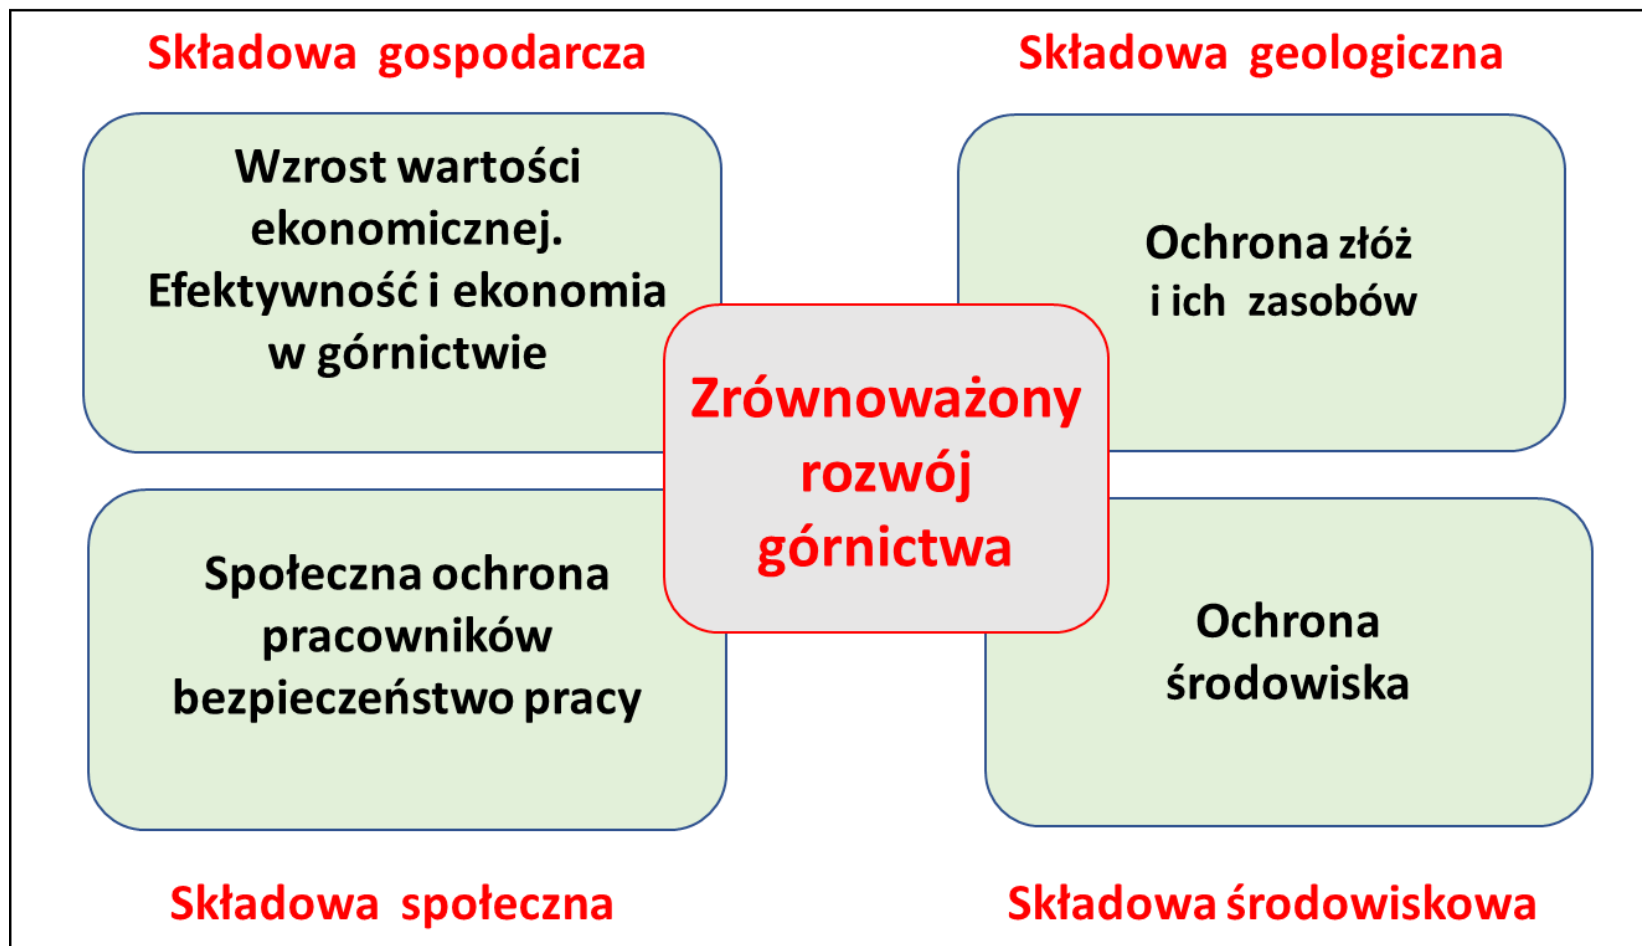 Składowa gospodarcza
Wzrost wartości
ekonomicznej.
Efektywność i ekonomia
w górnictwie
Składowa geologiczna
Ochrona złóż
i ich zasobów
Zrównoważony
rozwój
górnictwa
Społeczna ochrona
pracowników
bezpieczeństwo pracy
Składowa społeczna
Ochrona
środowiska
Składowa środowiskowa